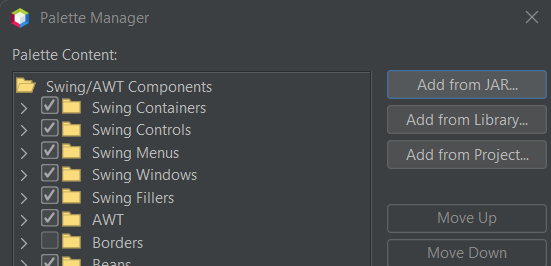 Palette Manager
Palette Content:
Swing/AWT Components
Swing Containers
Swing Controls
Swing Menus
Swing Windows
Swing Fillers
AWT
Borders
Beans
Add from JAR...
Add from Library...
Add from Project...
Move Up
Move Down